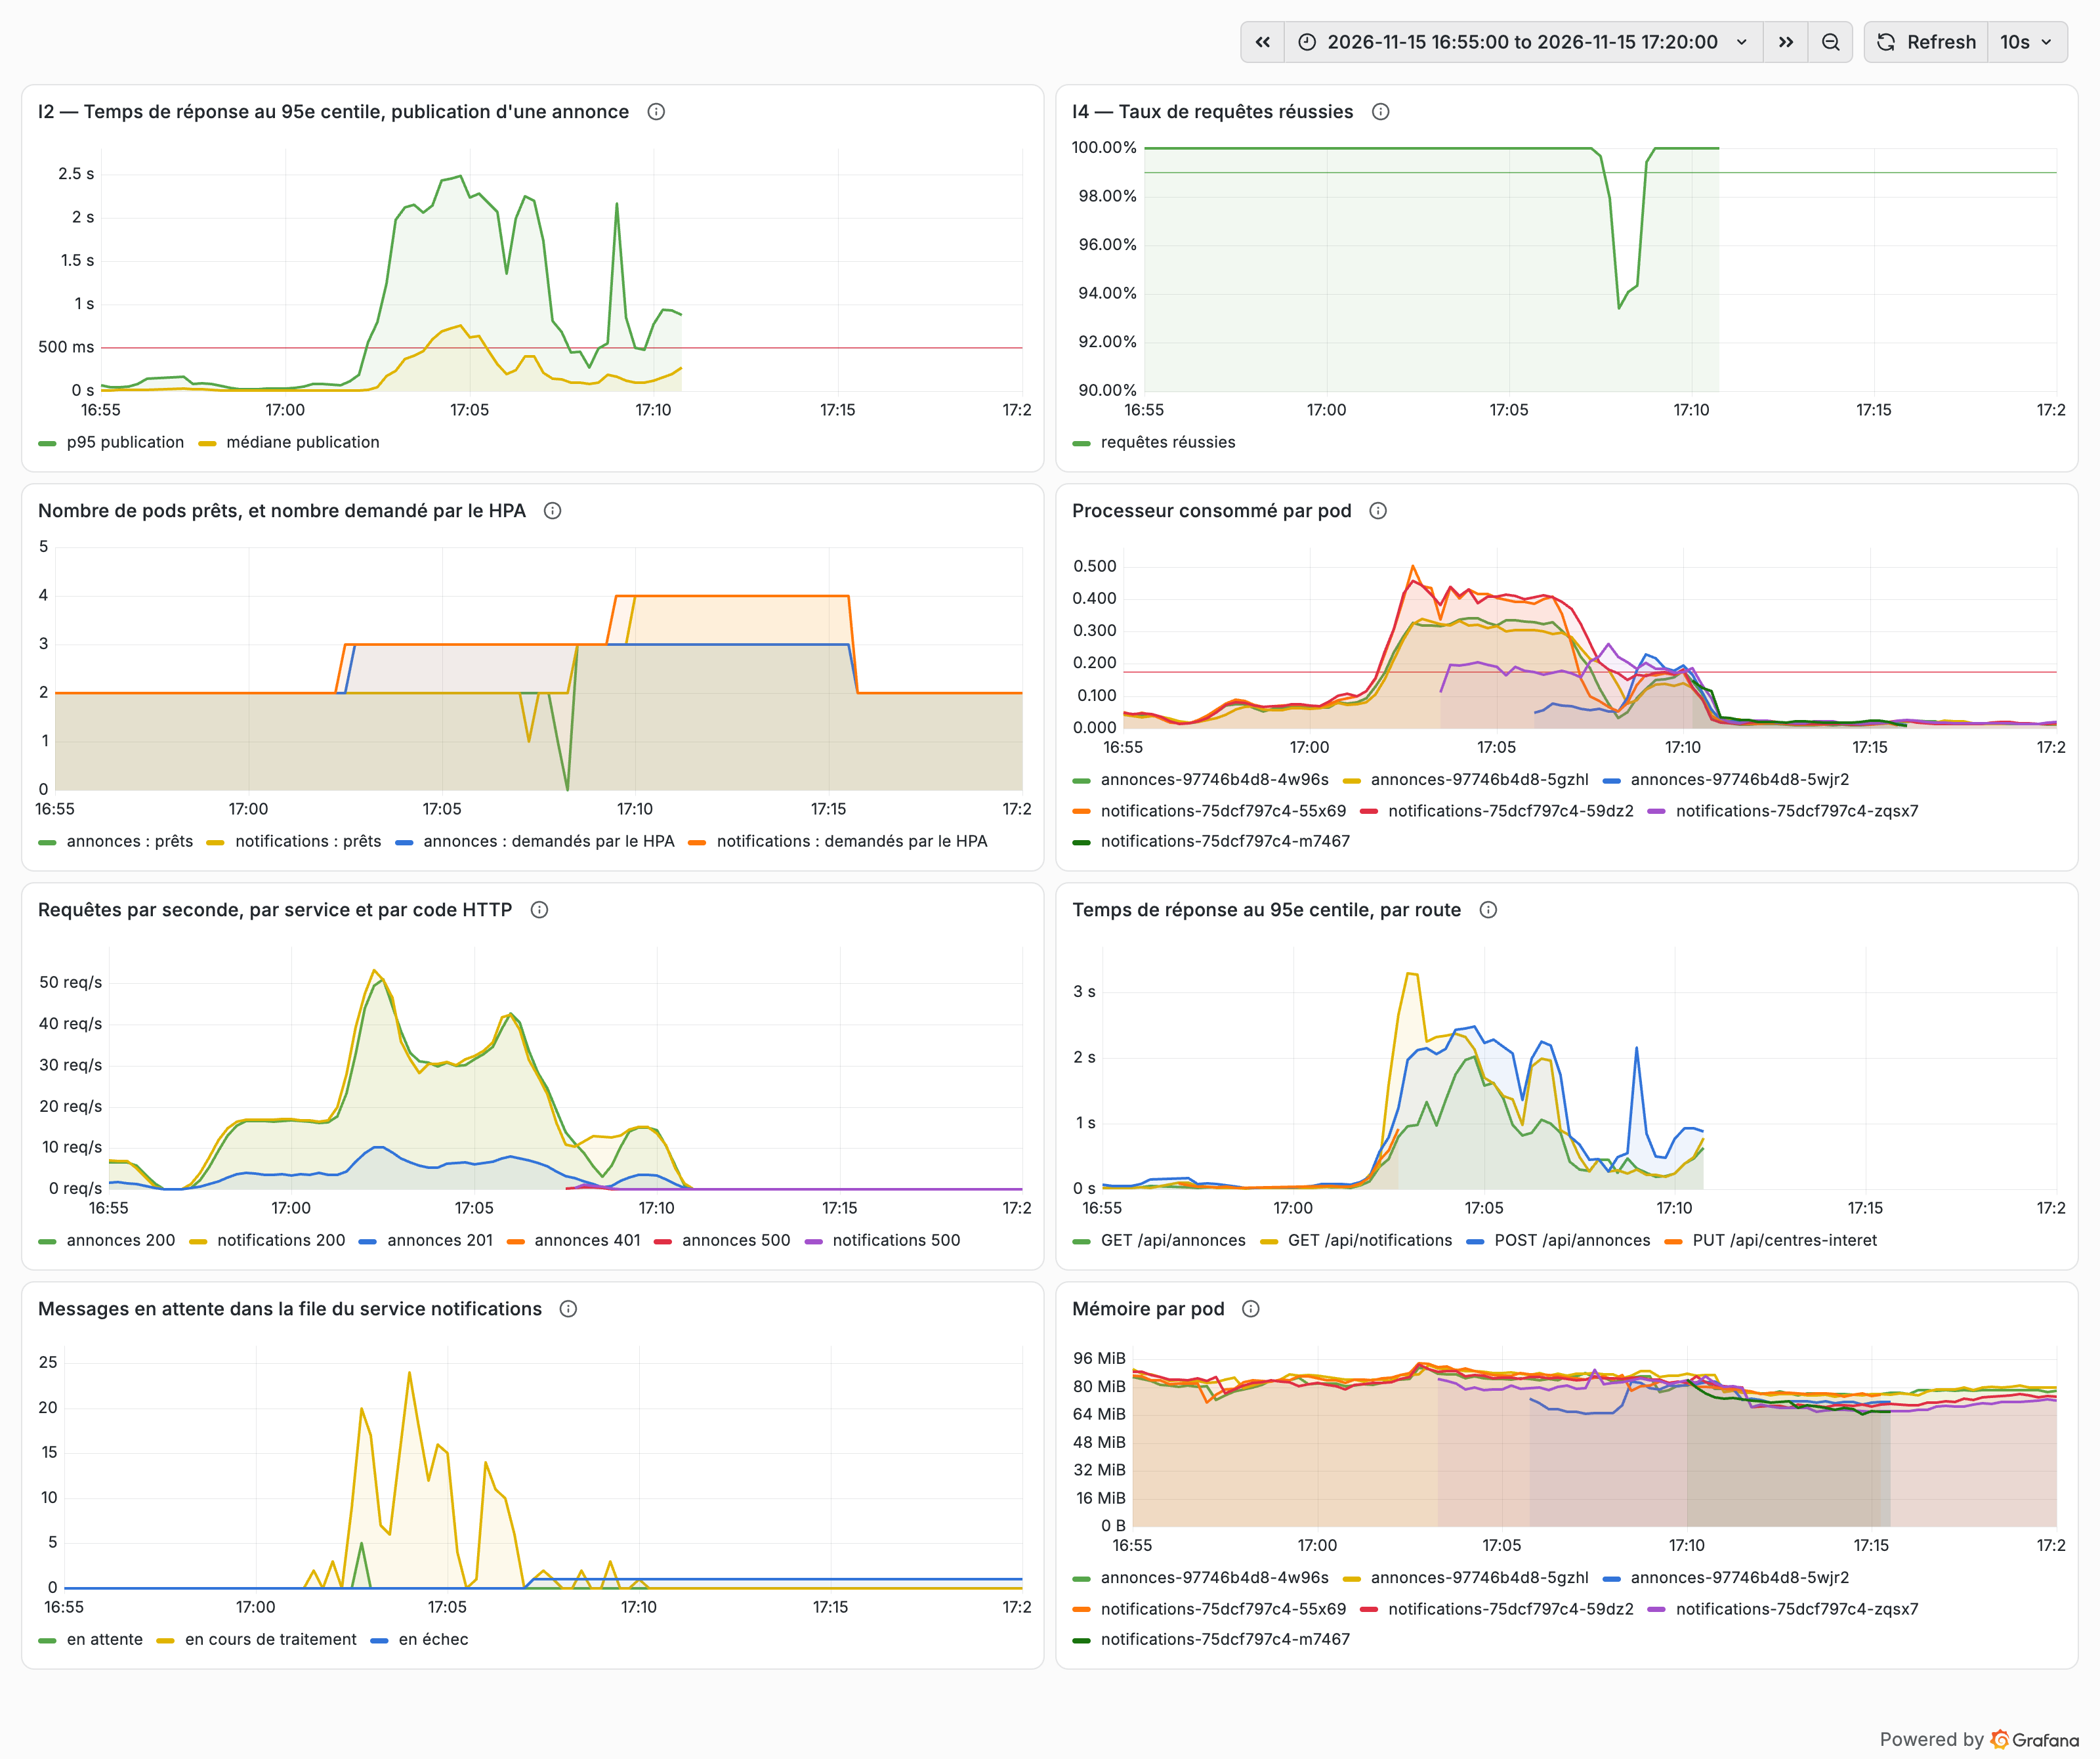 2026-11-15 16:55:00 to 2026-11-15 17:20:00
Refresh
10s
I2 — Temps de réponse au 95e centile, publication d'une annonce
2.5 s
2 s
1.5 s
1 s
500 ms
0 s
16:55 17:00 17:05 17:10 17:15 17:2
p95 publication médiane publication
I4 — Taux de requêtes réussies
100.00%
98.00%
96.00%
94.00%
92.00%
90.00%
16:55 17:00 17:05 17:10 17:15 17:2
requêtes réussies
Nombre de pods prêts, et nombre demandé par le HPA
5
4
3
2
1
0
16:55 17:00 17:05 17:10 17:15 17:2
annonces : prêts notifications : prêts annonces : demandés par le HPA notifications : demandés par le HPA
Processeur consommé par pod
0.500
0.400
0.300
0.200
0.100
0.000
16:55 17:00 17:05 17:10 17:15 17:2
annonces-97746b4d8-4w96s annonces-97746b4d8-5gzhl annonces-97746b4d8-5wjr2
notifications-75dcf797c4-55x69 notifications-75dcf797c4-59dz2 notifications-75dcf797c4-zqsx7
notifications-75dcf797c4-m7467
Requêtes par seconde, par service et par code HTTP
50 req/s
40 req/s
30 req/s
20 req/s
10 req/s
0 req/s
16:55 17:00 17:05 17:10 17:15 17:2
annonces 200 notifications 200 annonces 201 annonces 401 annonces 500 notifications 500
Temps de réponse au 95e centile, par route
3 s
2 s
1 s
0 s
16:55 17:00 17:05 17:10 17:15 17:2
GET /api/annonces GET /api/notifications POST /api/annonces PUT /api/centres-interet
Messages en attente dans la file du service notifications
25
20
15
10
5
0
16:55 17:00 17:05 17:10 17:15 17:2
en attente en cours de traitement en échec
Mémoire par pod
96 MiB
80 MiB
64 MiB
48 MiB
32 MiB
16 MiB
0 B
16:55 17:00 17:05 17:10 17:15 17:2
annonces-97746b4d8-4w96s annonces-97746b4d8-5gzhl annonces-97746b4d8-5wjr2
notifications-75dcf797c4-55x69 notifications-75dcf797c4-59dz2 notifications-75dcf797c4-zqsx7
notifications-75dcf797c4-m7467
Powered by Grafana